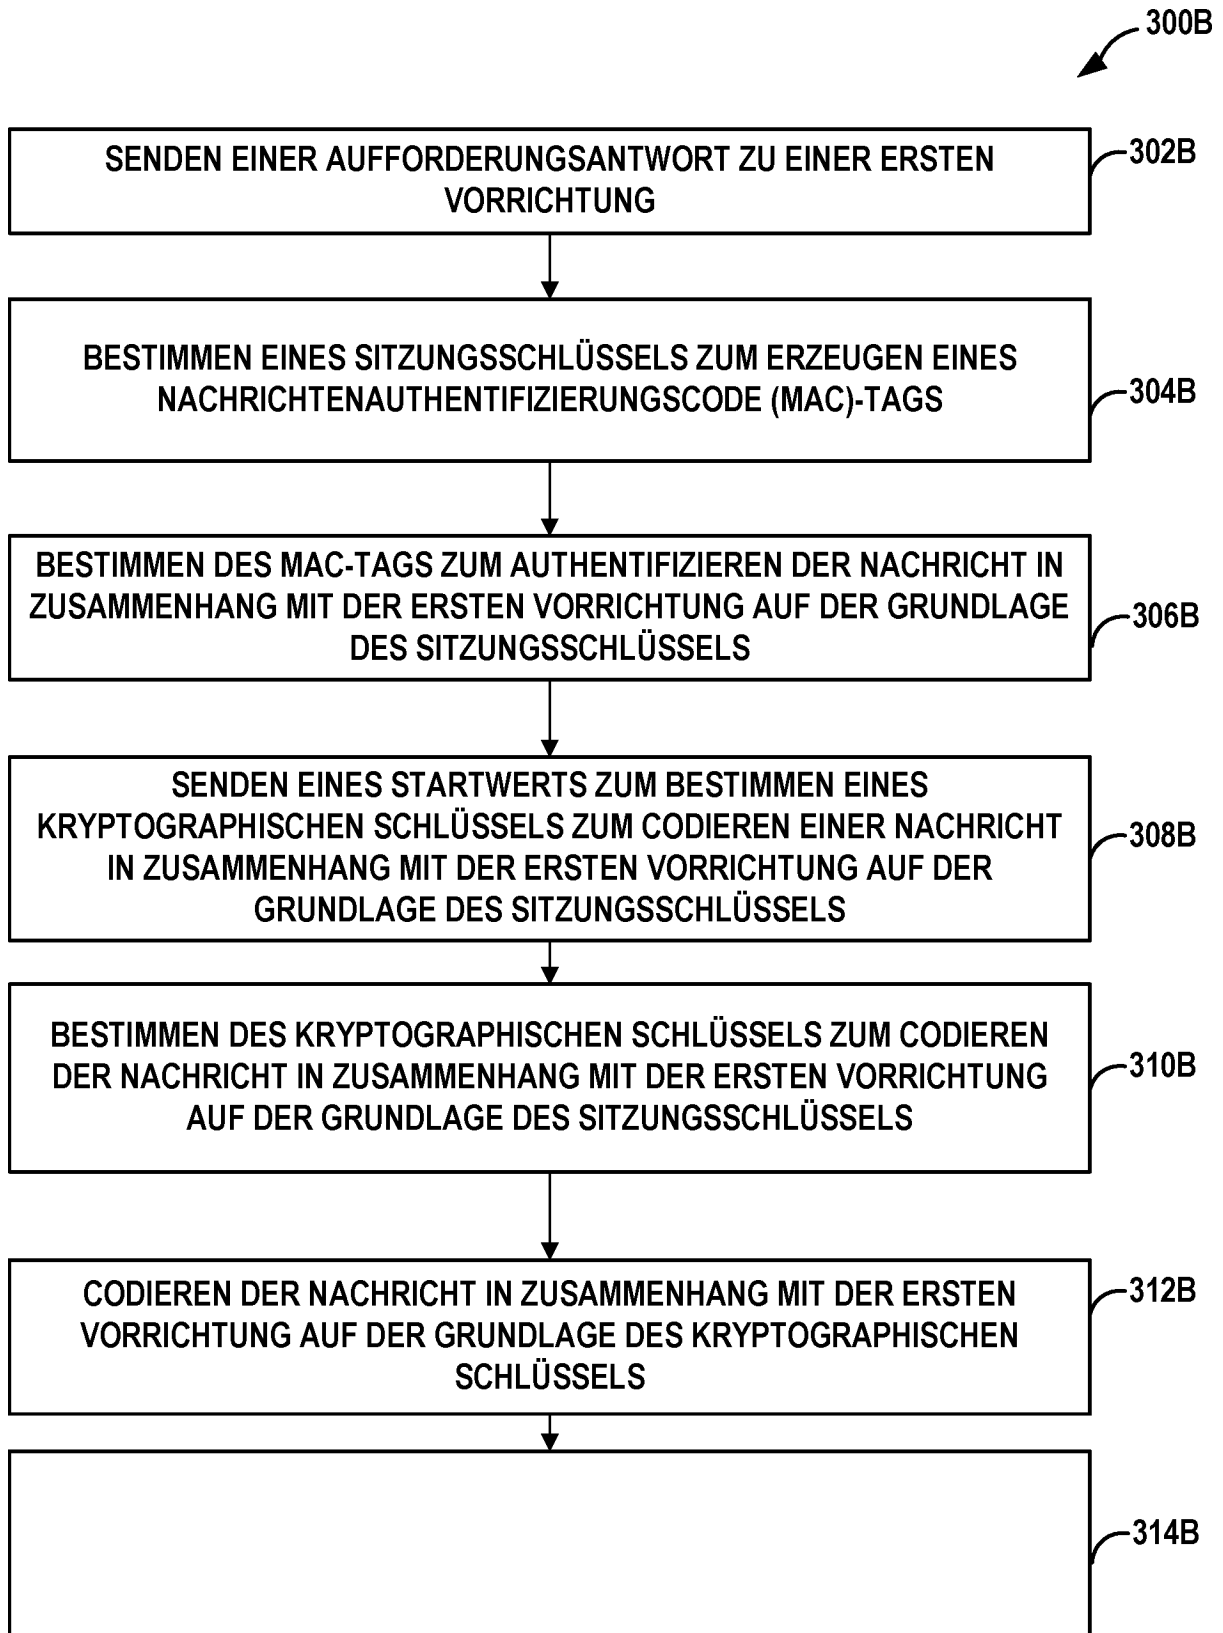 300B
SENDEN EINER AUFFORDERUNGSANTWORT ZU EINER ERSTEN
VORRICHTUNG
302B
BESTIMMEN EINES SITZUNGSSCHLÜSSELS ZUM ERZEUGEN EINES
NACHRICHTENAUTHENTIFIZIERUNGSCODE (MAC)-TAGS
304B
BESTIMMEN DES MAC-TAGS ZUM AUTHENTIFIZIEREN DER NACHRICHT IN
ZUSAMMENHANG MIT DER ERSTEN VORRICHTUNG AUF DER GRUNDLAGE
DES SITZUNGSSCHLÜSSELS
306B
SENDEN EINES STARTWERTS ZUM BESTIMMEN EINES
KRYPTOGRAPHISCHEN SCHLÜSSELS ZUM CODIEREN EINER NACHRICHT
IN ZUSAMMENHANG MIT DER ERSTEN VORRICHTUNG AUF DER
GRUNDLAGE DES SITZUNGSSCHLÜSSELS
308B
BESTIMMEN DES KRYPTOGRAPHISCHEN SCHLÜSSELS ZUM CODIEREN
DER NACHRICHT IN ZUSAMMENHANG MIT DER ERSTEN VORRICHTUNG
AUF DER GRUNDLAGE DES SITZUNGSSCHLÜSSELS
310B
CODIEREN DER NACHRICHT IN ZUSAMMENHANG MIT DER ERSTEN
VORRICHTUNG AUF DER GRUNDLAGE DES KRYPTOGRAPHISCHEN
SCHLÜSSELS
312B
314B